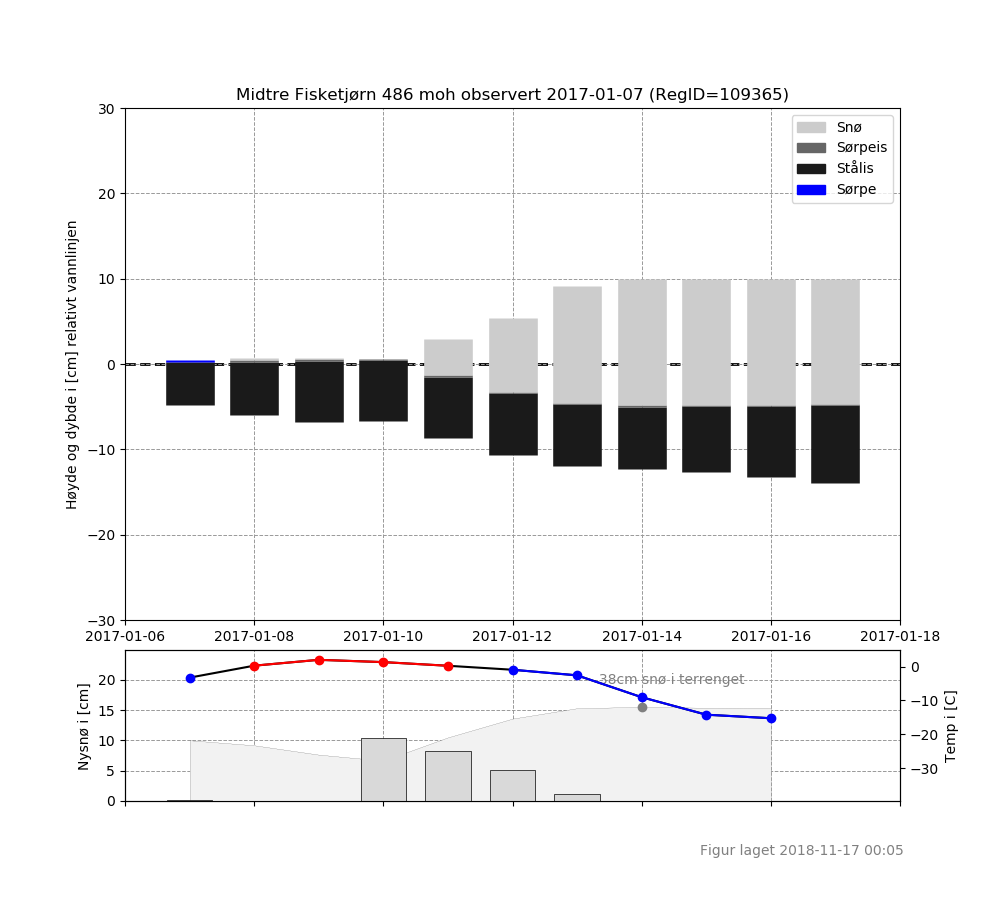 Midtre Fisketjørn 486 moh observert 2017-01-07 (RegID=109365)
Høyde og dybde i [cm] relativt vannlinjen
30
20
10
0
−10
−20
−30
Snø
Sørpeis
Stålis
Sørpe
2017-01-06 2017-01-08 2017-01-10 2017-01-12 2017-01-14 2017-01-16 2017-01-18
Nysnø i [cm]
20
15
10
5
0
38cm snø i terrenget
0
−10
−20
−30
Temp i [C]
Figur laget 2018-11-17 00:05